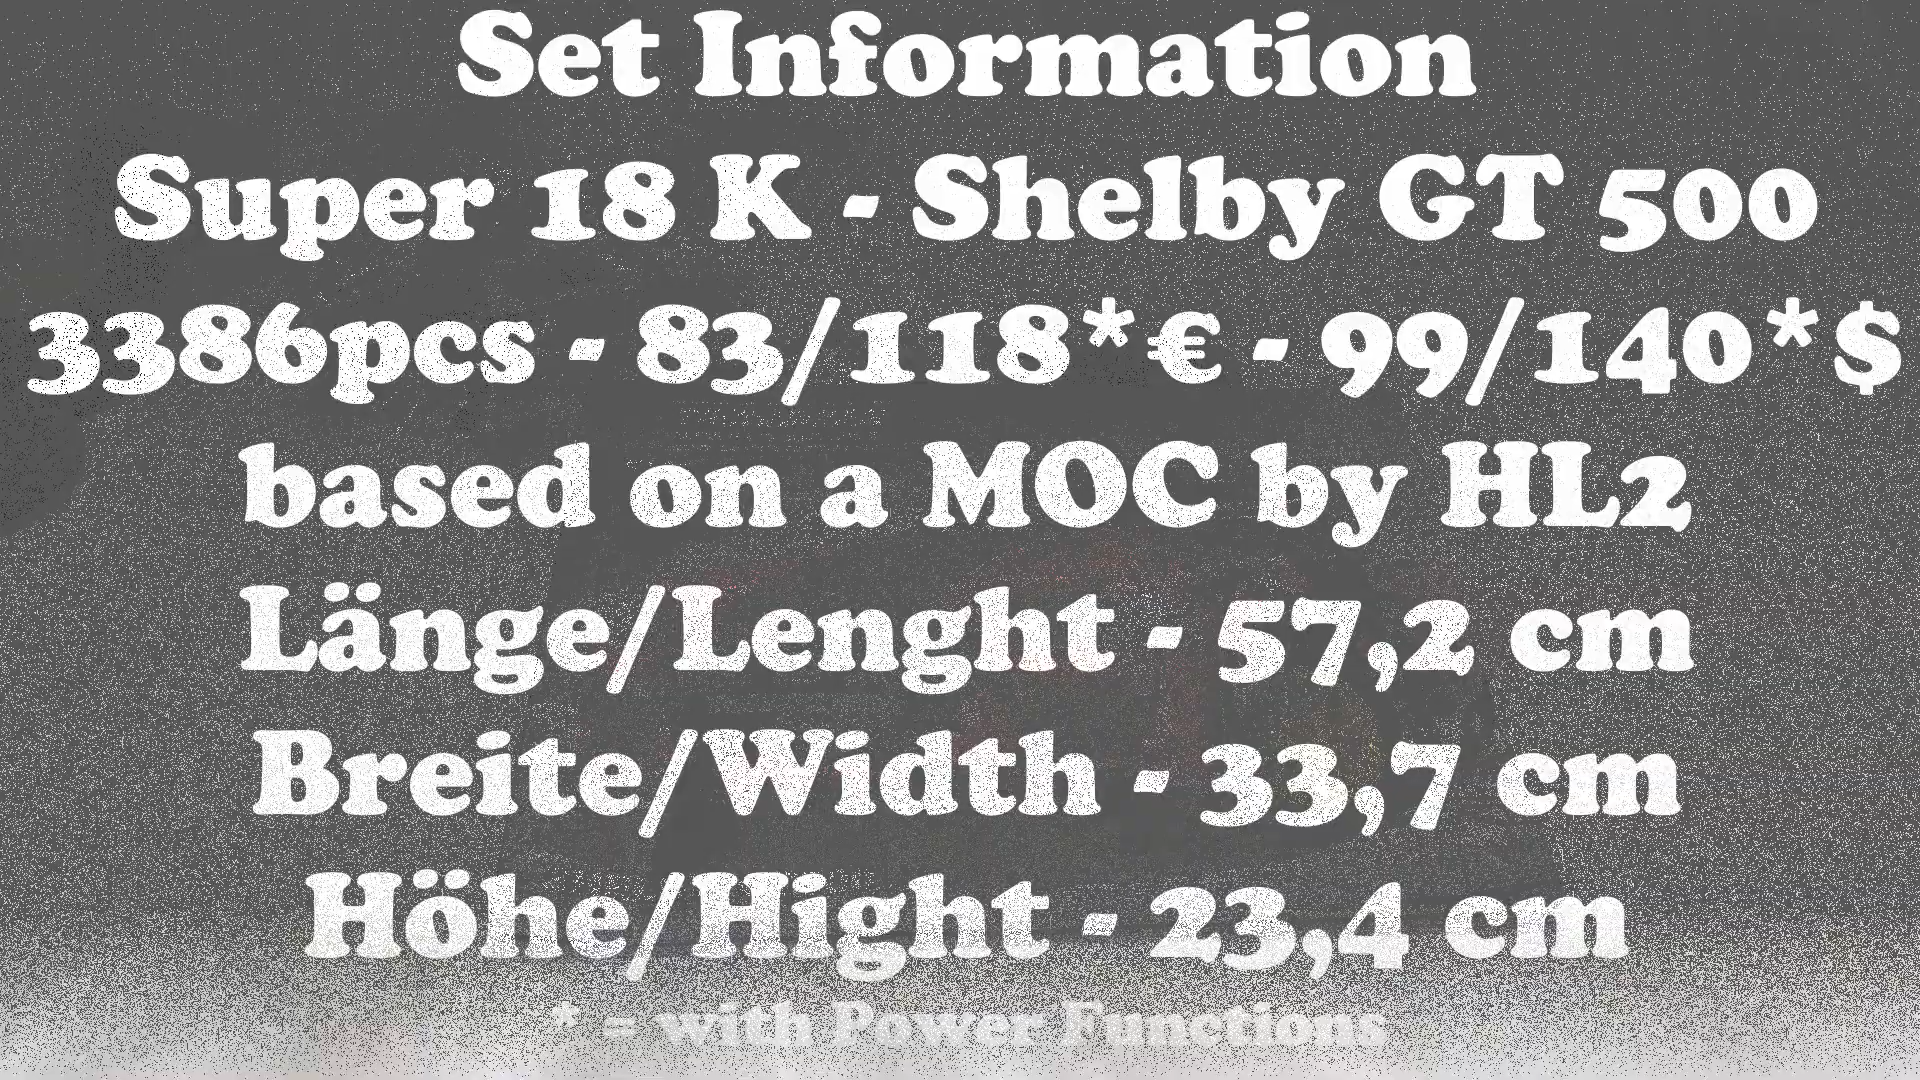 Set Information
Super 18 K - Shelby GT 500
3386pcs - 83/118*€ - 99/140*$
based on a MOC by HL2
Länge/Lenght - 57,2 cm
Breite/Width - 33,7 cm
Höhe/Hight - 23,4 cm
* = with Power Functions